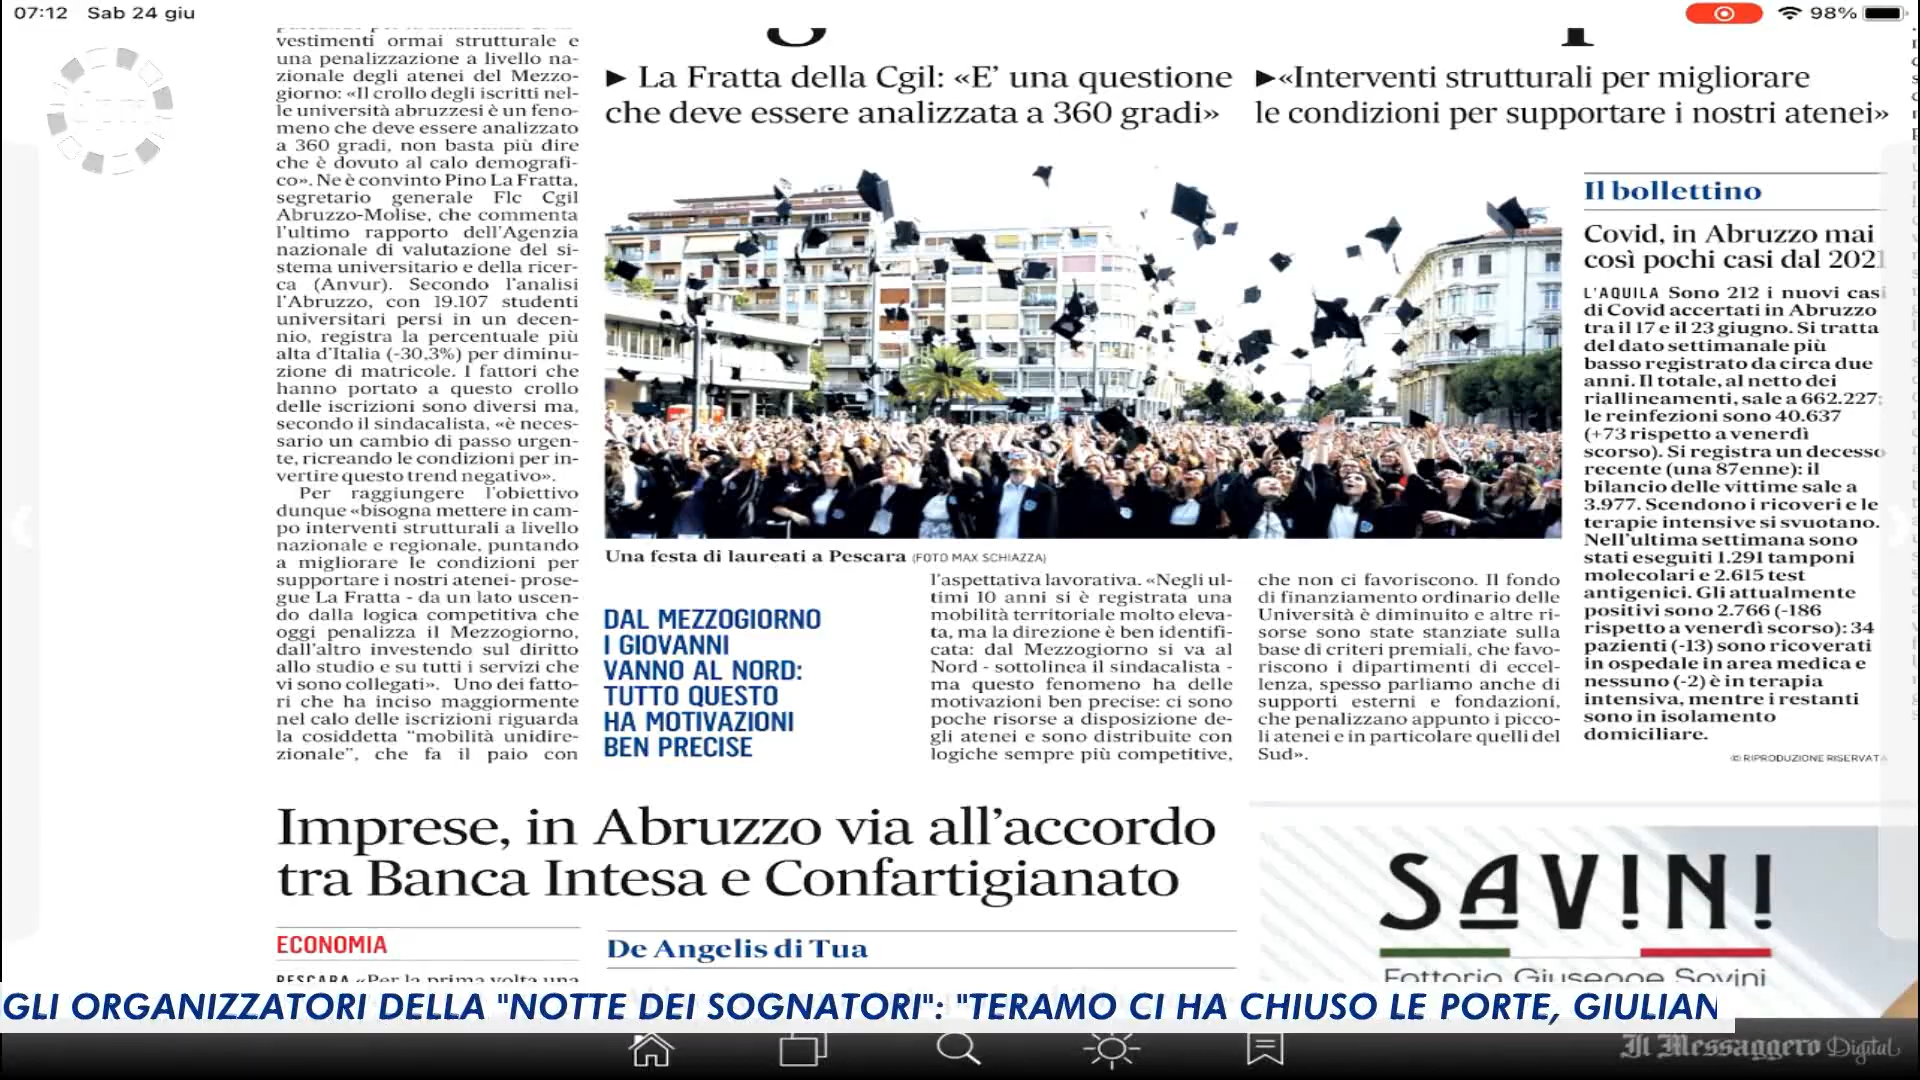 07:12 Sab 24 giu
98%
vestimenti ormai strutturale e
una penalizzazione a livello na-
zionale degli atenei del Mezzo-
giorno: «Il crollo degli iscritti nel-
le università abruzzesi è un feno-
meno che deve essere analizzato
a 360 gradi, non basta più dire
che è dovuto al calo demografi-
co». Ne è convinto Pino La Fratta,
segretario generale Flc Cgil
Abruzzo-Molise, che commenta
l'ultimo rapporto dell'Agenzia
nazionale di valutazione del si-
stema universitario e della ricer-
ca (Anvur). Secondo l'analisi
l'Abruzzo, con 19.107 studenti
universitari persi in un decen-
nio, registra la percentuale più
alta d'Italia (-30,3%) per diminu-
zione di matricole. I fattori che
hanno portato a questo crollo
delle iscrizioni sono diversi ma,
secondo il sindacalista, «è neces-
sario un cambio di passo urgen-
te, ricreando le condizioni per in-
vertire questo trend negativo».
Per raggiungere l'obiettivo
dunque «bisogna mettere in cam-
po interventi strutturali a livello
nazionale e regionale, puntando
a migliorare le condizioni per
supportare i nostri atenei- prose-
gue La Fratta - da un lato uscen-
do dalla logica competitiva che
oggi penalizza il Mezzogiorno,
dall'altro investendo sul diritto
allo studio e su tutti i servizi che
vi sono collegati». Uno dei fatto-
ri che ha inciso maggiormente
nel calo delle iscrizioni riguarda
la cosiddetta "mobilità unidire-
zionale", che fa il paio con
► La Fratta della Cgil: «E' una questione
che deve essere analizzata a 360 gradi»
►«Interventi strutturali per migliorare
le condizioni per supportare i nostri atenei»
Una festa di laureati a Pescara (FOTO MAX SCHIAZZA)
DAL MEZZOGIORNO
I GIOVANNI
VANNO AL NORD:
TUTTO QUESTO
HA MOTIVAZIONI
BEN PRECISE
l'aspettativa lavorativa. «Negli ul-
timi 10 anni si è registrata una
mobilità territoriale molto eleva-
ta, ma la direzione è ben identifi-
cata: dal Mezzogiorno si va al
Nord - sottolinea il sindacalista -
ma questo fenomeno ha delle
motivazioni ben precise: ci sono
poche risorse a disposizione de-
gli atenei e sono distribuite con
logiche sempre più competitive,
che non ci favoriscono. Il fondo
di finanziamento ordinario delle
Università è diminuito e altre ri-
sorse sono state stanziate sulla
base di criteri premiali, che favo-
riscono i dipartimenti di eccel-
lenza, spesso parliamo anche di
supporti esterni e fondazioni,
che penalizzano appunto i picco-
li atenei e in particolare quelli del
Sud».
Il bollettino
Covid, in Abruzzo mai
così pochi casi dal 2021
L'AQUILA Sono 212 i nuovi casi
di Covid accertati in Abruzzo
tra il 17 e il 23 giugno. Si tratta
del dato settimanale più
basso registrato da circa due
anni. Il totale, al netto dei
riallineamenti, sale a 662.227;
le reinfezioni sono 40.637
(+73 rispetto a venerdì
scorso). Si registra un decesso
recente (una 87enne): il
bilancio delle vittime sale a
3.977. Scendono i ricoveri e le
terapie intensive si svuotano.
Nell'ultima settimana sono
stati eseguiti 1.291 tamponi
molecolari e 2.615 test
antigenici. Gli attualmente
positivi sono 2.766 (-186
rispetto a venerdì scorso): 34
pazienti (-13) sono ricoverati
in ospedale in area medica e
nessuno (-2) è in terapia
intensiva, mentre i restanti
sono in isolamento
domiciliare.
© RIPRODUZIONE RISERVATA
Imprese, in Abruzzo via all'accordo
tra Banca Intesa e Confartigianato
ECONOMIA
PESCARA «Per la prima volta una
De Angelis di Tua
SAVINI
Fattoria Giuseppe Savini
GLI ORGANIZZATORI DELLA "NOTTE DEI SOGNATORI": "TERAMO CI HA CHIUSO LE PORTE, GIULIAN
Il Messaggero Digital